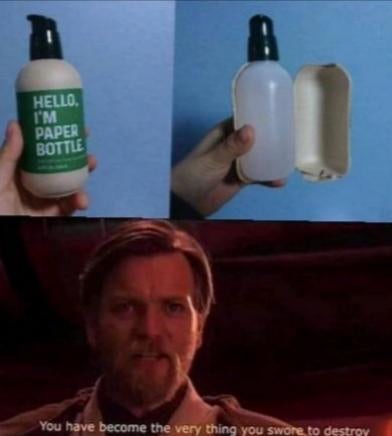 HELLO,
I'M
PAPER
BOTTLE
You have become the very thing you swore to destroy